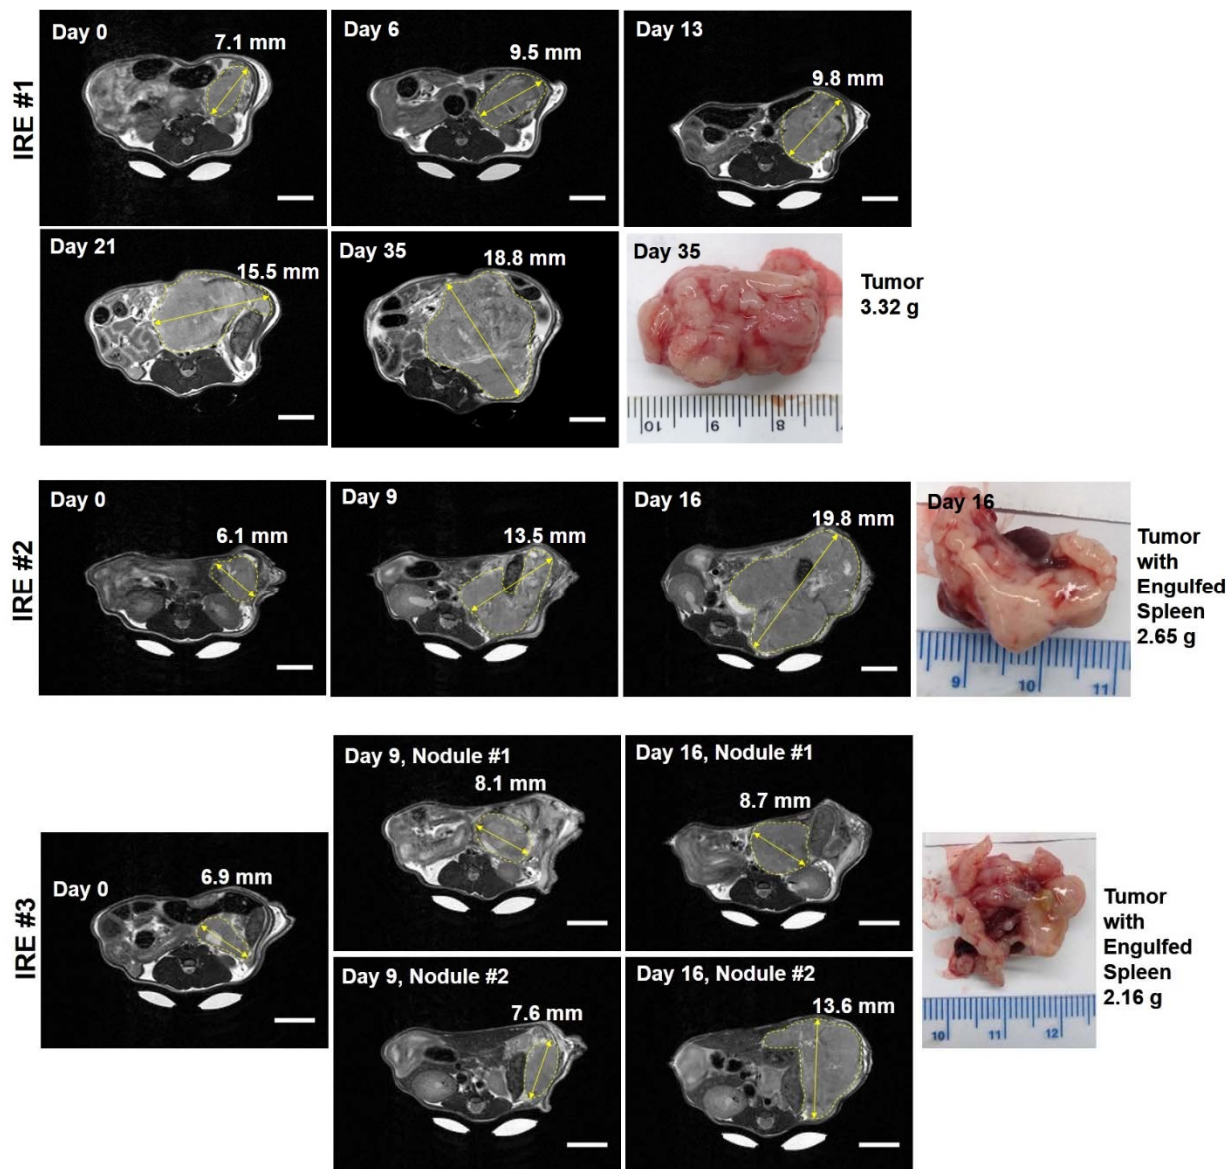 IRE #1
Day 0
7.1 mm
Day 6
9.5 mm
Day 13
9.8 mm
Day 21
15.5 mm
Day 35
18.8 mm
Day 35
10 9 8
Tumor
3.32 g
IRE #2
Day 0
6.1 mm
Day 9
13.5 mm
Day 16
19.8 mm
Day 16
9 10 11
Tumor
with
Engulfed
Spleen
2.65 g
IRE #3
Day 0
6.9 mm
Day 9, Nodule #1
8.1 mm
Day 16, Nodule #1
8.7 mm
Day 9, Nodule #2
7.6 mm
Day 16, Nodule #2
13.6 mm
10 11 12
Tumor
with
Engulfed
Spleen
2.16 g